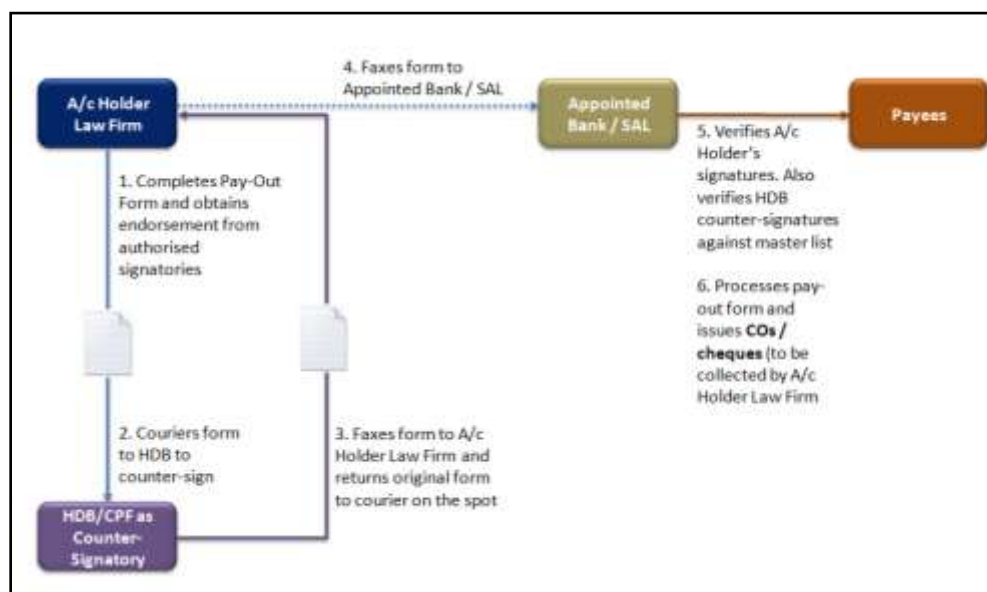 4. Faxes form to
Appointed Bank / SAL
A/c Holder
Law Firm
Appointed
Bank / SAL
Payees
1. Completes Pay-Out
Form and obtains
endorsement from
authorised
signatories
5. Verifies A/c
Holder's
signatures. Also
verifies HDB
counter-signatures
against master list
6. Processes pay-
out form and
issues COs /
cheques (to be
collected by A/c
Holder Law Firm
2. Couriers form
to HDB to
counter-sign
3. Faxes form to A/c
Holder Law Firm and
returns original form
to courier on the spot
HDB/CPF as
Counter-
Signatory